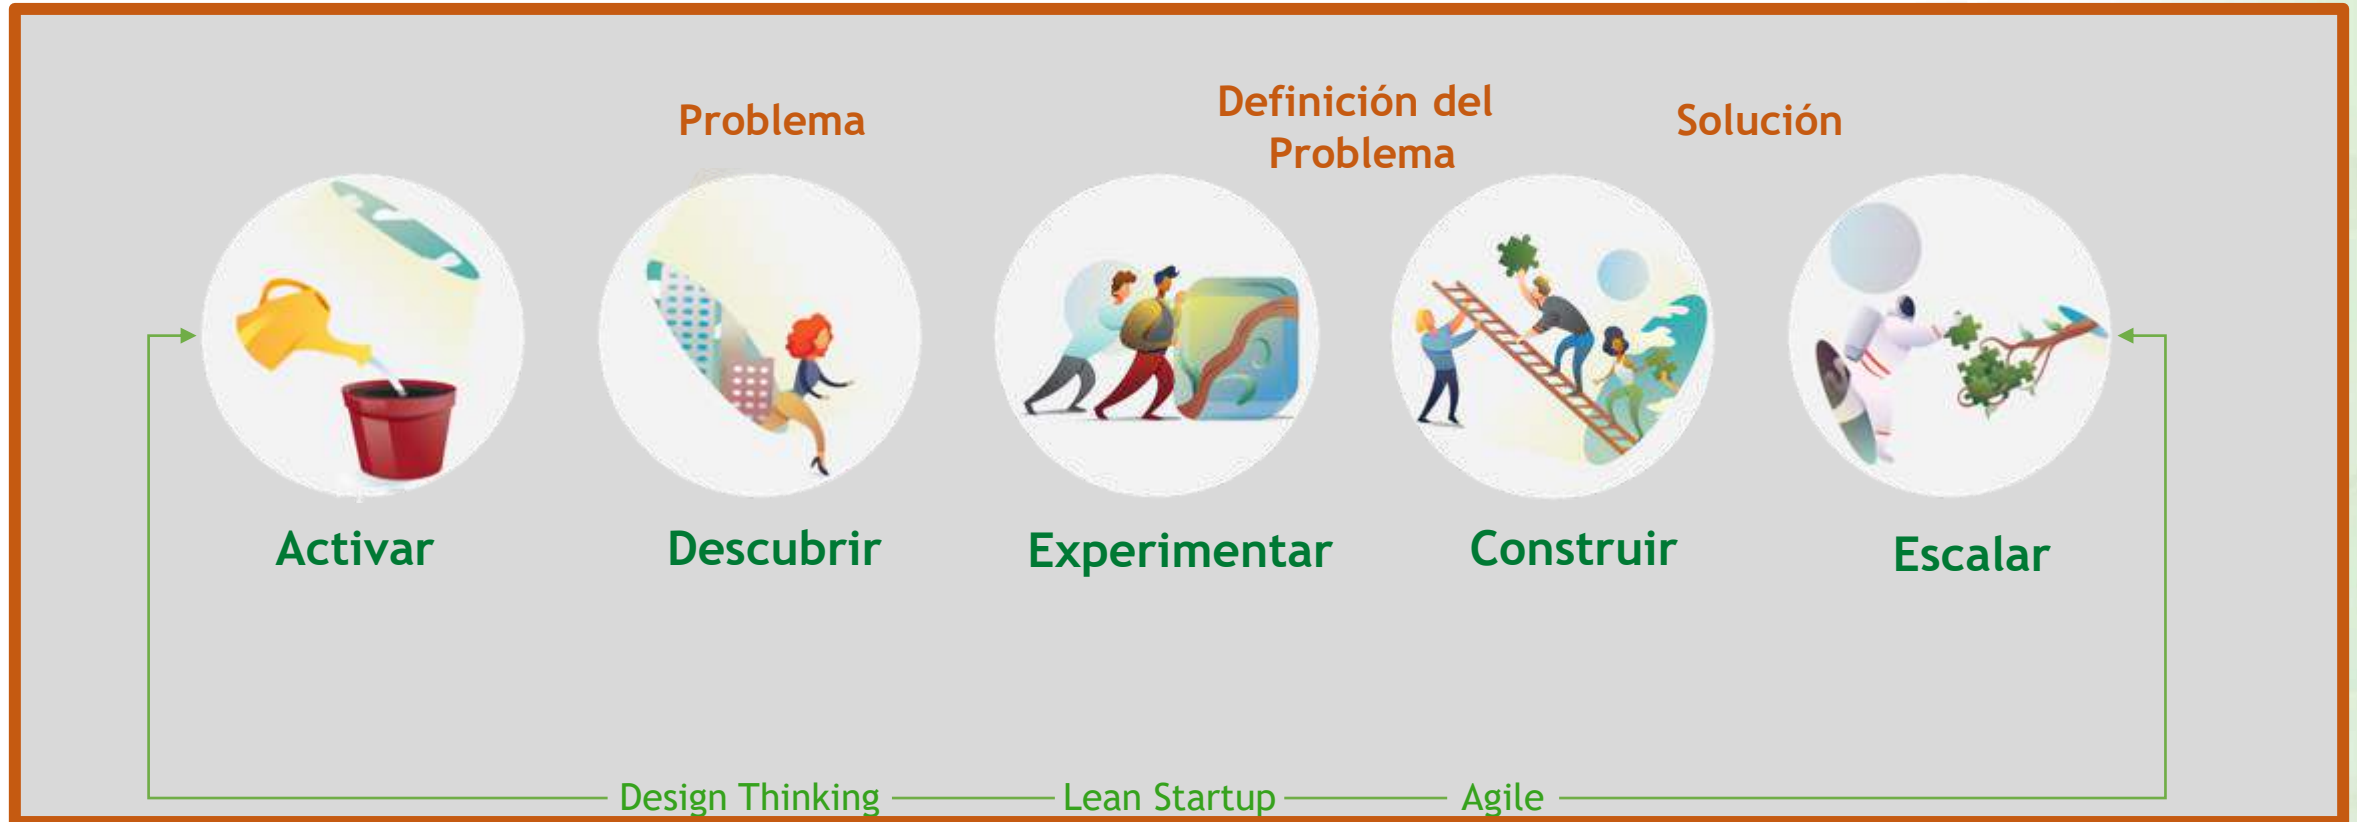 Problema
Definición del
Problema
Solución
Activar
Descubrir
Experimentar
Construir
Escalar
Design Thinking
Lean Startup
Agile